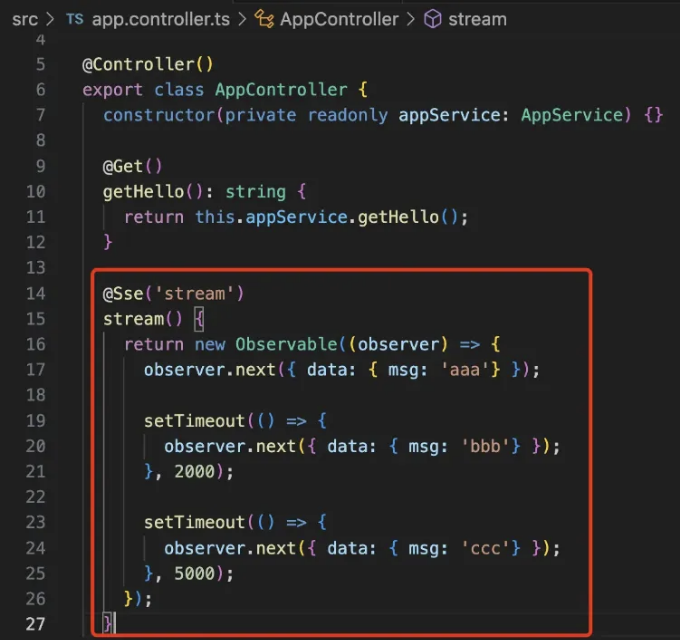 src > TS app.controller.ts > AppController > stream
4
5 @Controller()
6 export class AppController {
7 constructor(private readonly appService: AppService) {}
8
9 @Get()
10 getHello(): string {
11 return this.appService.getHello();
12 }
13
14 @Sse('stream')
15 stream() {
16 return new Observable((observer) => {
17 observer.next({ data: { msg: 'aaa'} });
18
19 setTimeout(() => {
20 observer.next({ data: { msg: 'bbb'} });
21 }, 2000);
22
23 setTimeout(() => {
24 observer.next({ data: { msg: 'ccc'} });
25 }, 5000);
26 });
27 }